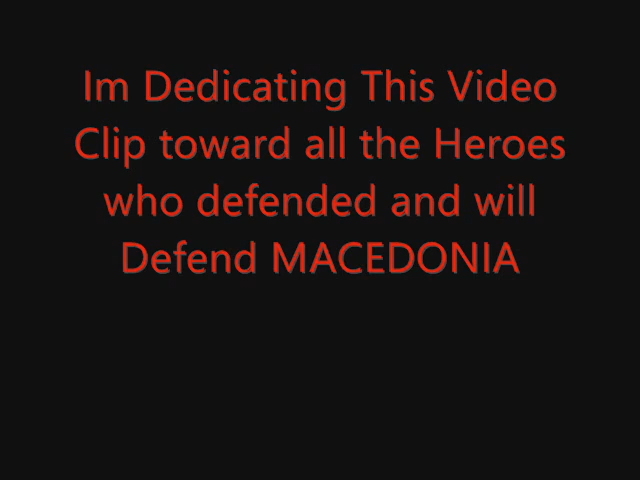 Im Dedicating This Video
Clip toward all the Heroes
who defended and will
Defend MACEDONIA